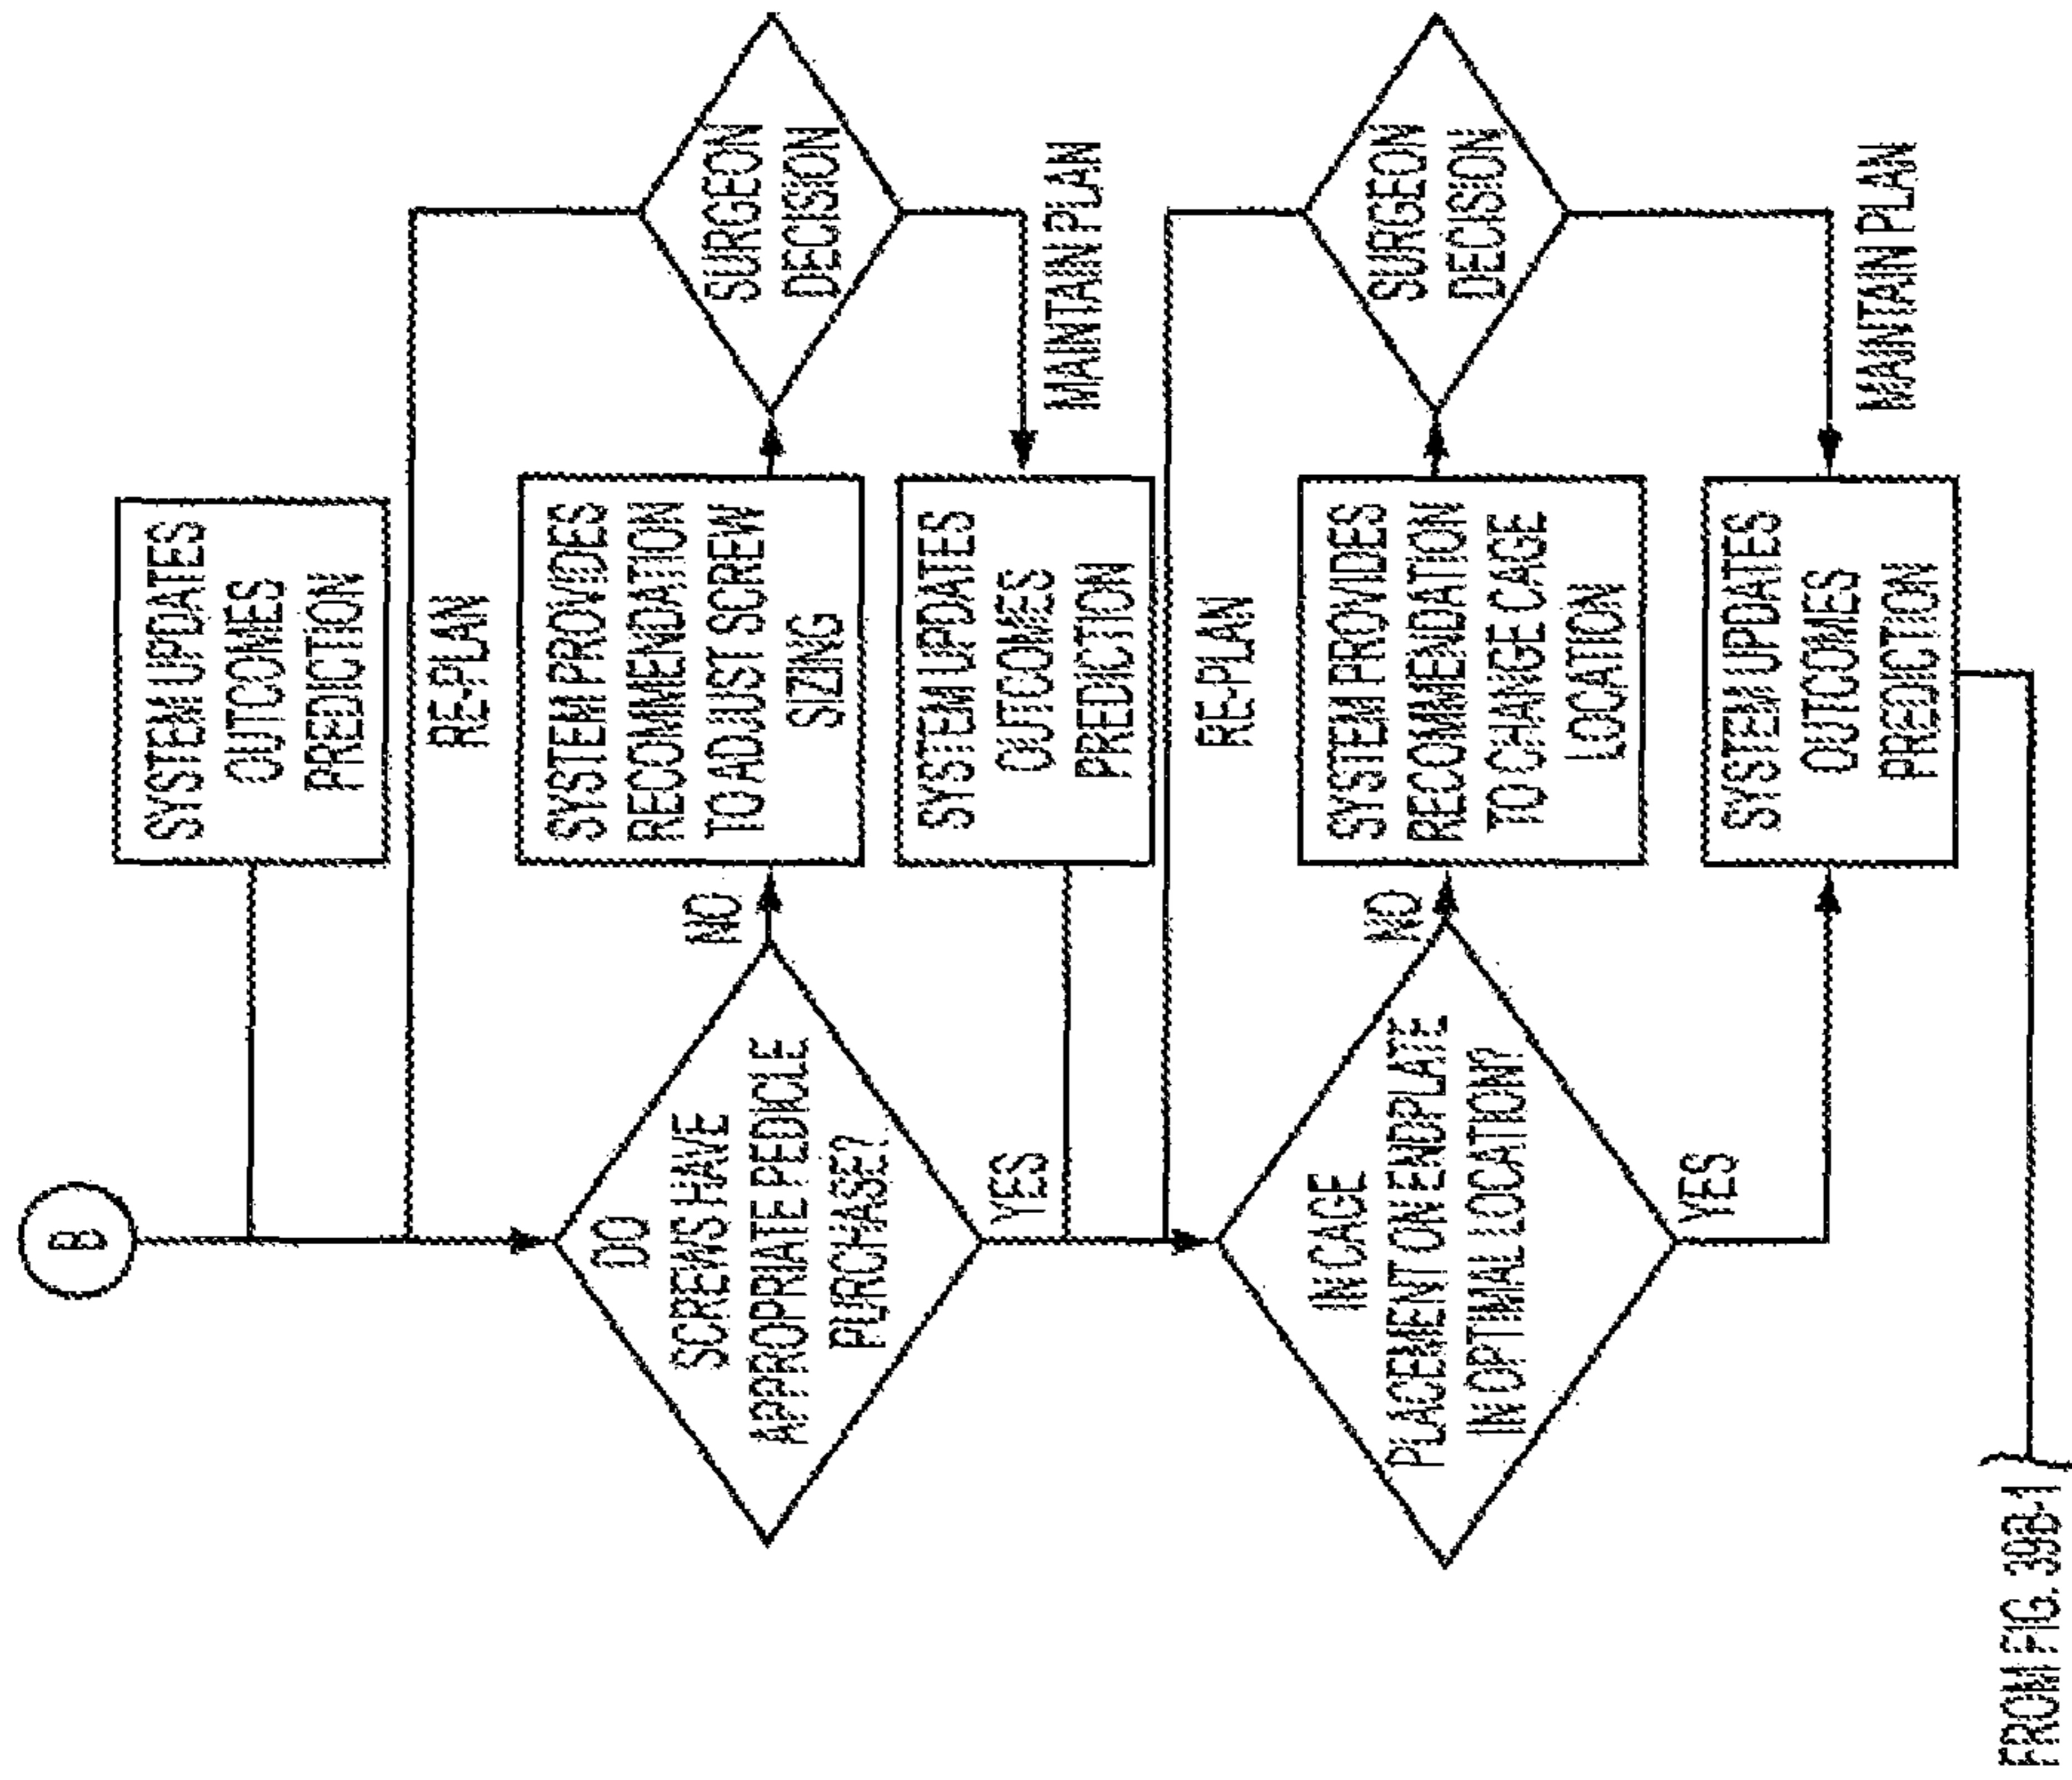 B
SYSTEM UPDATES
OUTCOMES
PREDICTION
RE-PLAN
DO
SCREWS HAVE
APPROPRIATE PEDICLE
PURCHASE?
NO
SYSTEM PROVIDES
RECOMMENDATION
TO ADJUST SCREW
SIZING
SURGEON
DECISION
MAINTAIN PLAN
SYSTEM UPDATES
OUTCOMES
PREDICTION
YES
RE-PLAN
IN CAGE
PLACEMENT ON ENDPLATE
IN OPTIMAL LOCATION?
NO
SYSTEM PROVIDES
RECOMMENDATION
TO CHANGE CAGE
LOCATION
SURGEON
DECISION
MAINTAIN PLAN
YES
SYSTEM UPDATES
OUTCOMES
PREDICTION
FROM FIG. 39B-1